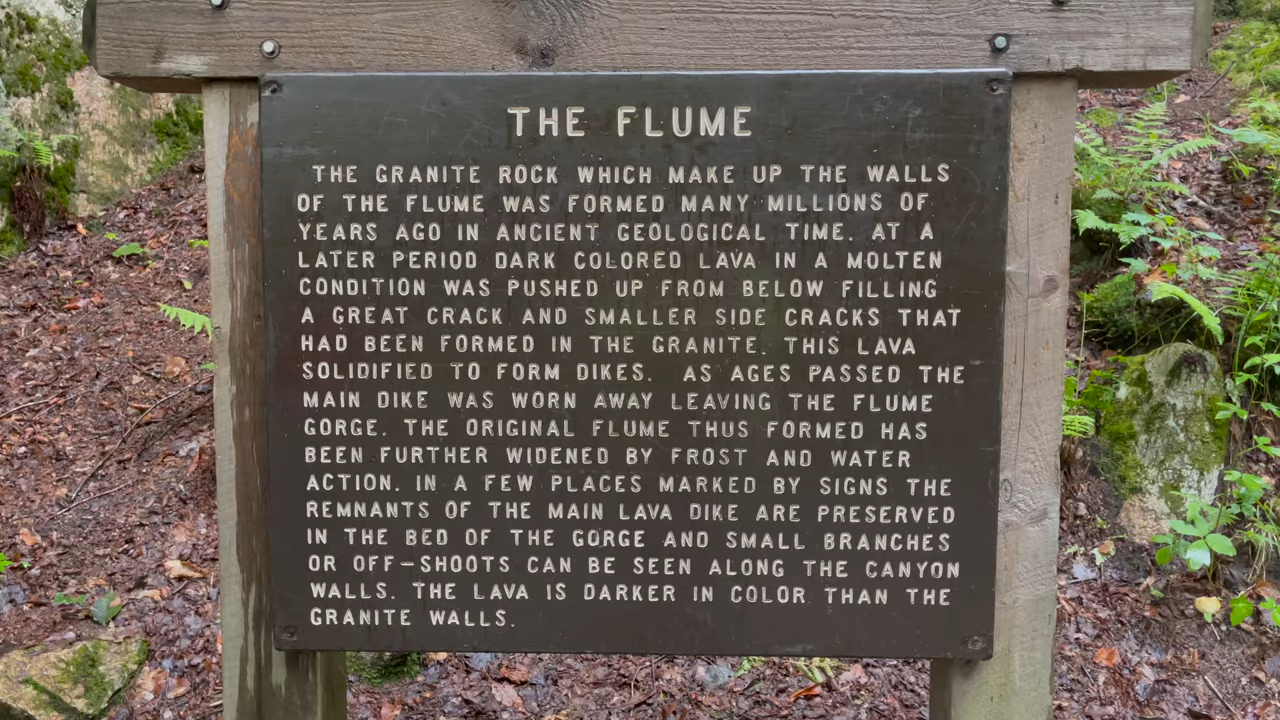 THE FLUME
THE GRANITE ROCK WHICH MAKE UP THE WALLS
OF THE FLUME WAS FORMED MANY MILLIONS OF
YEARS AGO IN ANCIENT GEOLOGICAL TIME. AT A
LATER PERIOD DARK COLORED LAVA IN A MOLTEN
CONDITION WAS PUSHED UP FROM BELOW FILLING
A GREAT CRACK AND SMALLER SIDE CRACKS THAT
HAD BEEN FORMED IN THE GRANITE. THIS LAVA
SOLIDIFIED TO FORM DIKES. AS AGES PASSED THE
MAIN DIKE WAS WORN AWAY LEAVING THE FLUME
GORGE. THE ORIGINAL FLUME THUS FORMED HAS
BEEN FURTHER WIDENED BY FROST AND WATER
ACTION. IN A FEW PLACES MARKED BY SIGNS THE
REMNANTS OF THE MAIN LAVA DIKE ARE PRESERVED
IN THE BED OF THE GORGE AND SMALL BRANCHES
OR OFF-SHOOTS CAN BE SEEN ALONG THE CANYON
WALLS. THE LAVA IS DARKER IN COLOR THAN THE
GRANITE WALLS.